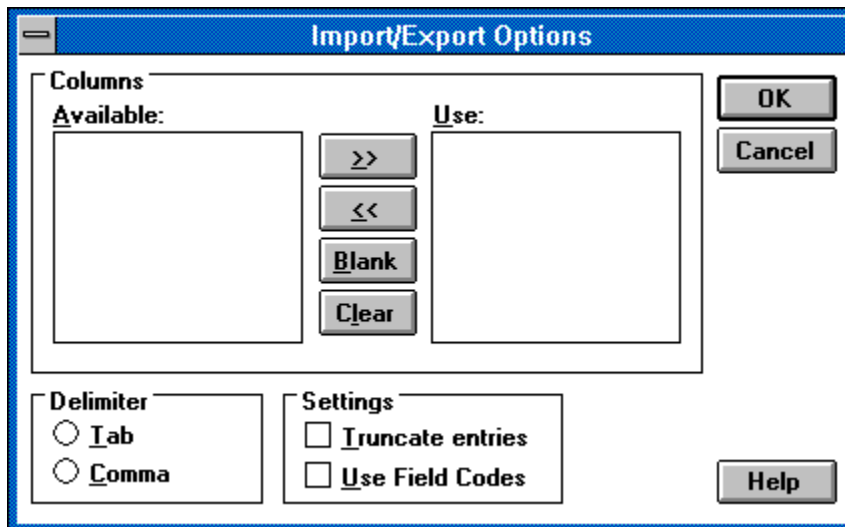 Import/Export Options
Columns
Available:
Use:
>>
<<
Blank
Clear
OK
Cancel
Delimiter
Tab
Comma
Settings
Truncate entries
Use Field Codes
Help